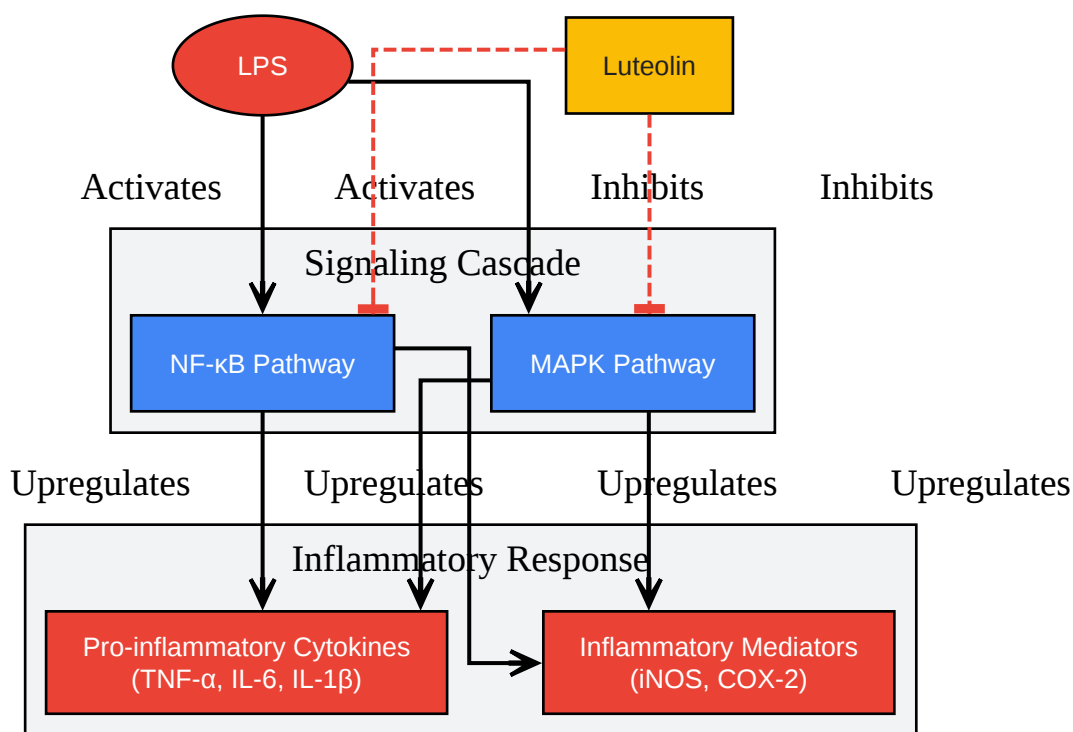 LPS
Luteolin
Activates
Activates
Inhibits
Inhibits
Signaling Cascade
NF-κB Pathway
MAPK Pathway
Upregulates
Upregulates
Upregulates
Upregulates
Inflammatory Response
Pro-inflammatory Cytokines
(TNF-α, IL-6, IL-1β)
Inflammatory Mediators
(iNOS, COX-2)